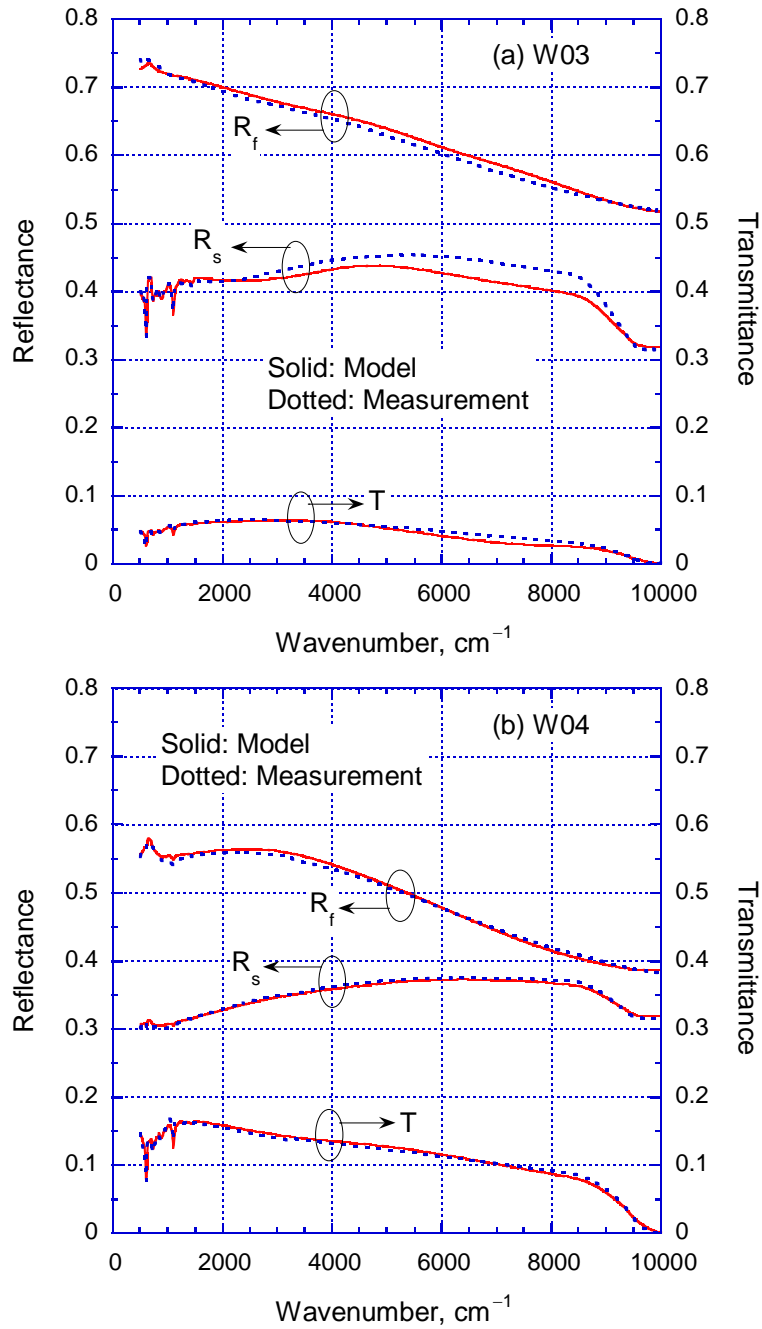 (a) W03
0.8 0.8
0.7 0.7
R_f
0.6 0.6
0.5 0.5
R_s
0.4 0.4
0.3 0.3
Solid: Model
Dotted: Measurement
0.2 0.2
0.1 0.1
T
0 0
0 2000 4000 6000 8000 10000
Reflectance
Transmittance
Wavenumber, cm⁻¹
(b) W04
0.8 0.8
Solid: Model
Dotted: Measurement
0.7 0.7
0.6 0.6
0.5 0.5
R_f
0.4 0.4
R_s
0.3 0.3
0.2 0.2
T
0.1 0.1
0 0
0 2000 4000 6000 8000 10000
Reflectance
Transmittance
Wavenumber, cm⁻¹